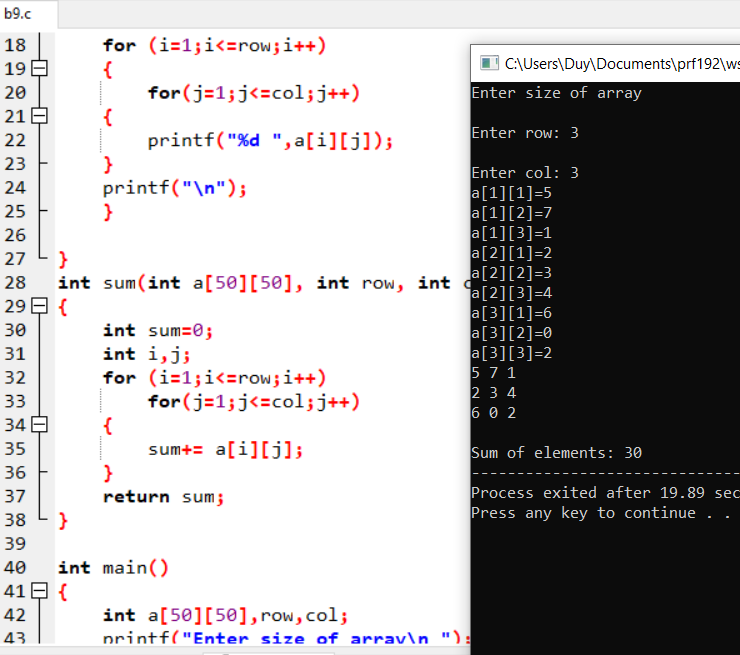 b9.c
18 for (i=1;i<=row;i++)
19 {
20 for(j=1;j<=col;j++)
21 {
22 printf("%d ",a[i][j]);
23 }
24 printf("\n");
25 }
26
27 }
28 int sum(int a[50][50], int row, int
29 {
30 int sum=0;
31 int i,j;
32 for (i=1;i<=row;i++)
33 for(j=1;j<=col;j++)
34 {
35 sum+= a[i][j];
36 }
37 return sum;
38 }
39
40 int main()
41 {
42 int a[50][50],row,col;
43 printf("Enter size of array\n ");
C:\Users\Duy\Documents\prf192\ws
Enter size of array
Enter row: 3
Enter col: 3
a[1][1]=5
a[1][2]=7
a[1][3]=1
a[2][1]=2
a[2][2]=3
a[2][3]=4
a[3][1]=6
a[3][2]=0
a[3][3]=2
5 7 1
2 3 4
6 0 2
Sum of elements: 30
--------------------------------
Process exited after 19.89 sec
Press any key to continue . .